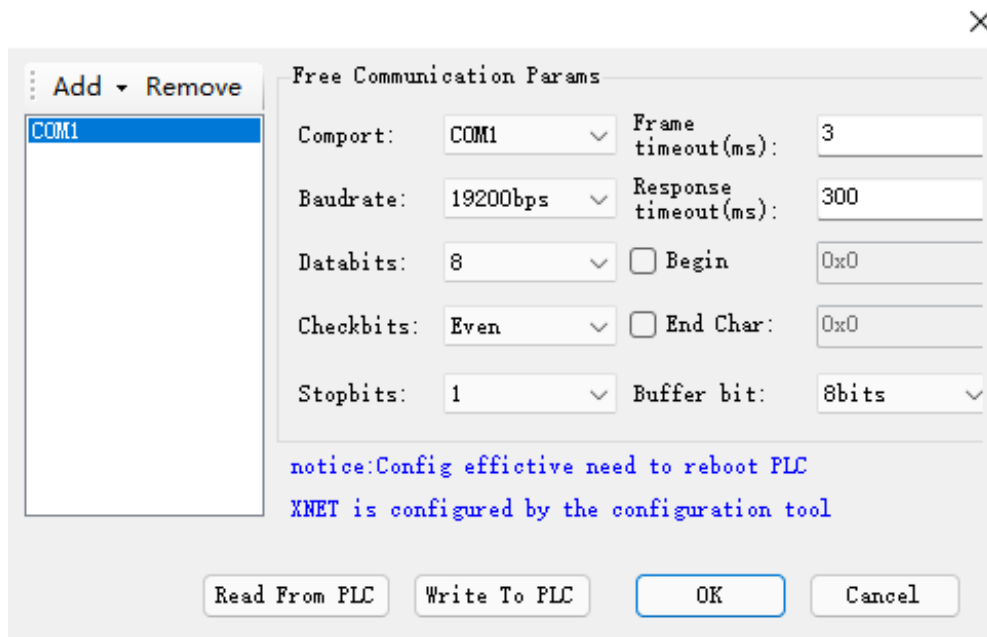 Add Remove
COM1
Free Communication Params
Comport: COM1
Frame timeout(ms): 3
Baudrate: 19200bps
Response timeout(ms): 300
Databits: 8
Begin 0x0
Checkbits: Even
End Char: 0x0
Stopbits: 1
Buffer bit: 8bits
notice:Config effictive need to reboot PLC
XNET is configured by the configuration tool
Read From PLC Write To PLC OK Cancel